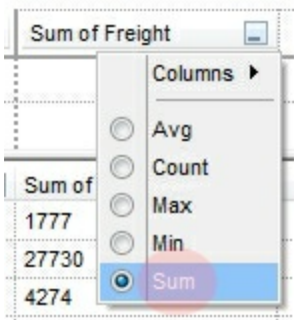 Sum of Freight
Columns
Avg
Count
Sum of
Max
1777
Min
27730
Sum
4274